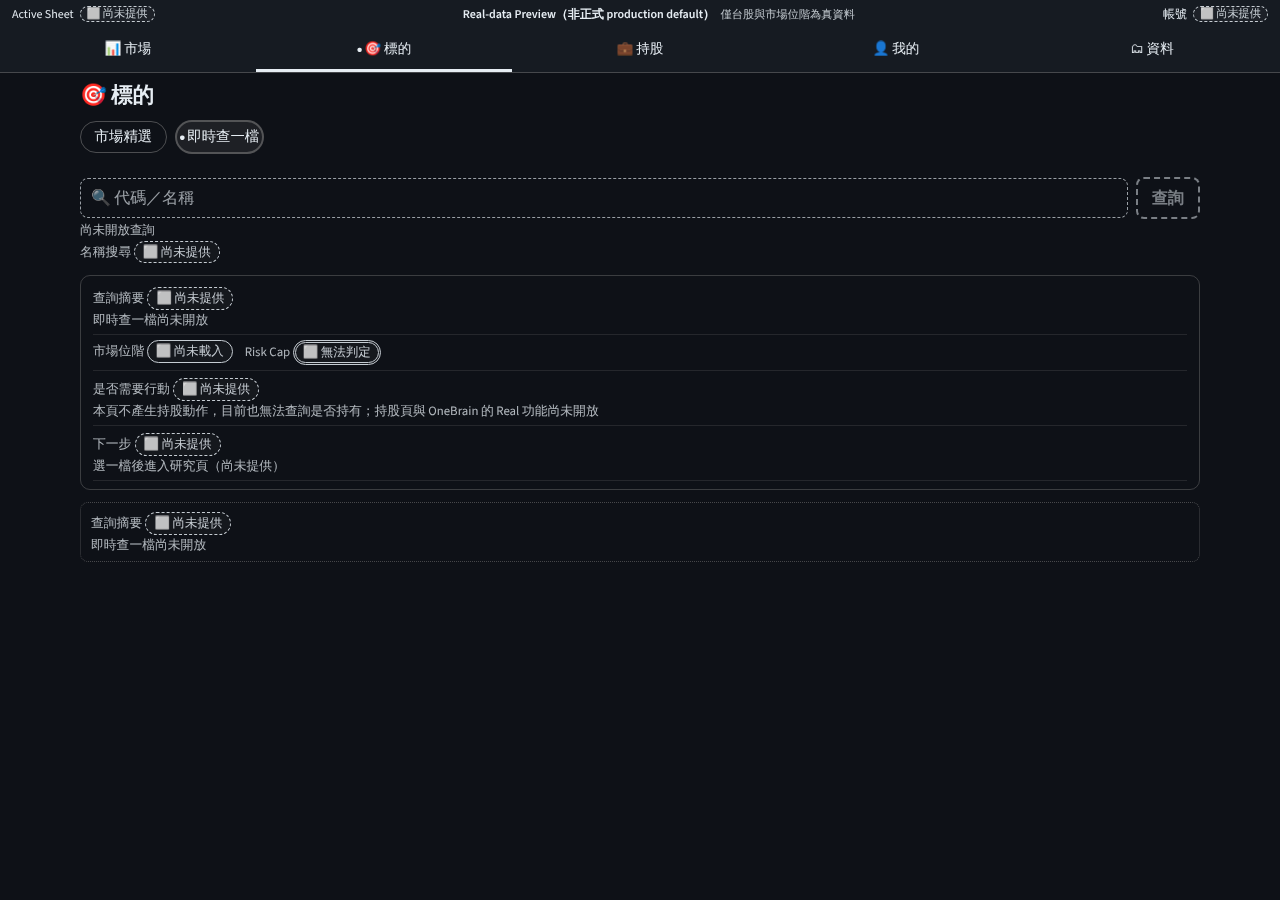 Active Sheet ⬜ 尚未提供 Real-data Preview（非正式 production default） 僅台股與市場位階為真資料 帳號 ⬜ 尚未提供
📊 市場 • 🎯 標的 💼 持股 👤 我的 🗂 資料
🎯 標的
市場精選 • 即時查一檔
🔍 代碼／名稱 查詢
尚未開放查詢
名稱搜尋 ⬜ 尚未提供
查詢摘要 ⬜ 尚未提供
即時查一檔尚未開放
市場位階 ⬜ 尚未載入 Risk Cap ⬜ 無法判定
是否需要行動 ⬜ 尚未提供
本頁不產生持股動作，目前也無法查詢是否持有；持股頁與 OneBrain 的 Real 功能尚未開放
下一步 ⬜ 尚未提供
選一檔後進入研究頁（尚未提供）
查詢摘要 ⬜ 尚未提供
即時查一檔尚未開放